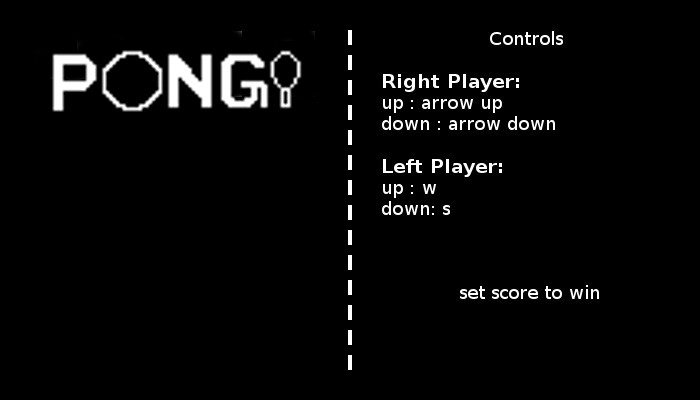 PONG
Controls
Right Player:
up : arrow up
down : arrow down
Left Player:
up : w
down: s
set score to win